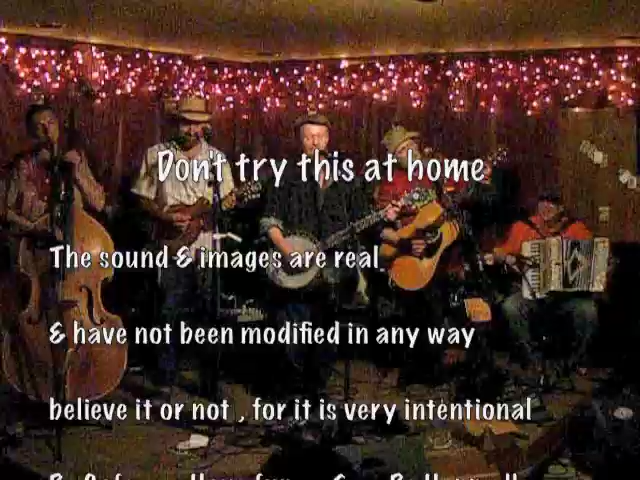 Don't try this at home
The sound & images are real
& have not been modified in any way
believe it or not , for it is very intentional